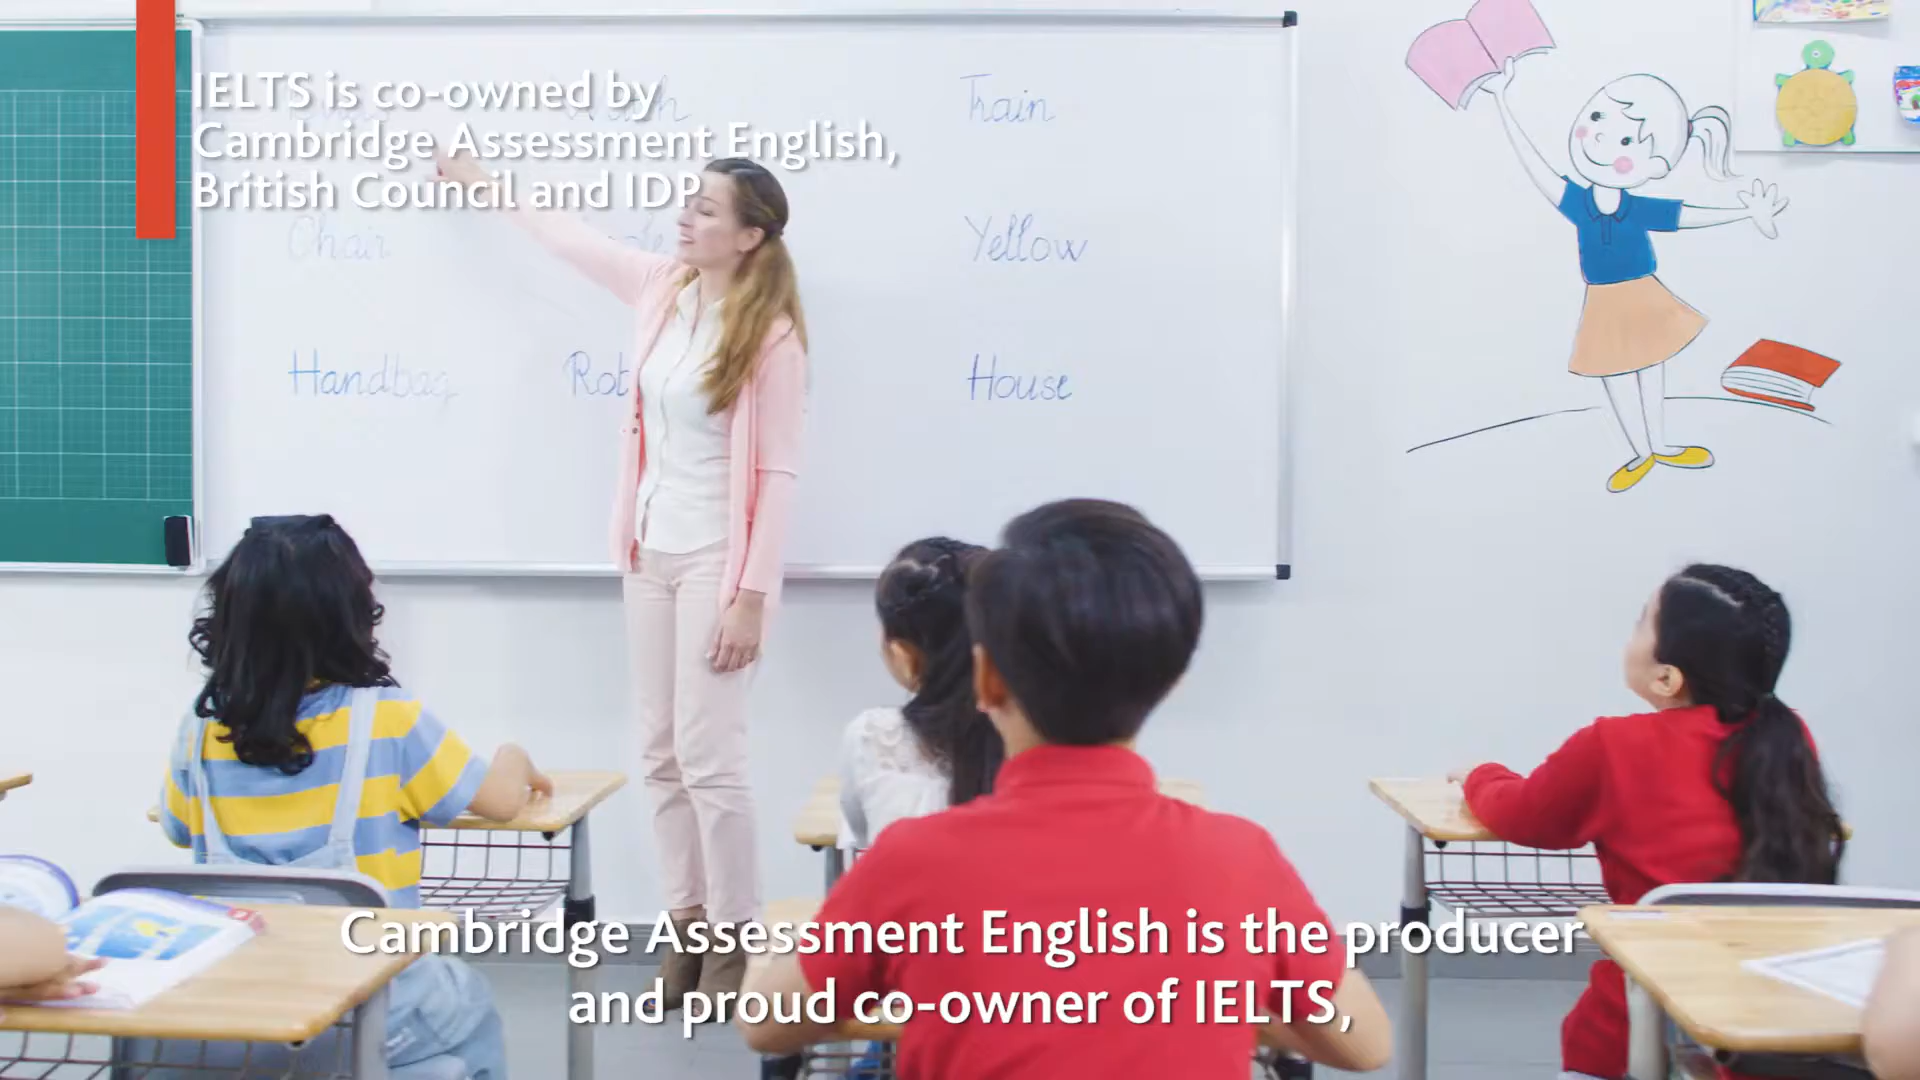 IELTS is co-owned by
Cambridge Assessment English,
British Council and IDP
Train
Chair
Yellow
Handbag
House
Cambridge Assessment English is the producer
and proud co-owner of IELTS,